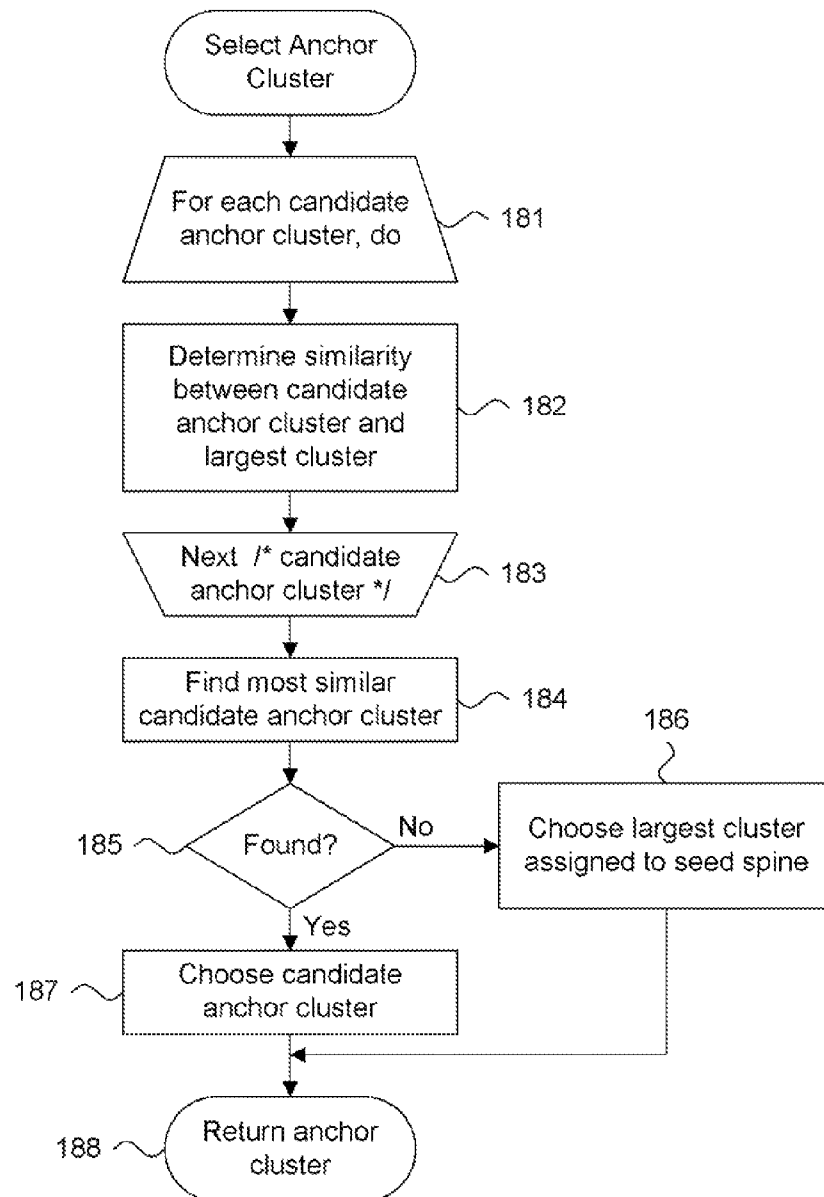 Select Anchor
Cluster
For each candidate
anchor cluster, do
181
Determine similarity
between candidate
anchor cluster and
largest cluster
182
Next /* candidate
anchor cluster */
183
Find most similar
candidate anchor cluster
184
186
185
Found?
No
Choose largest cluster
assigned to seed spine
Yes
187
Choose candidate
anchor cluster
188
Return anchor
cluster